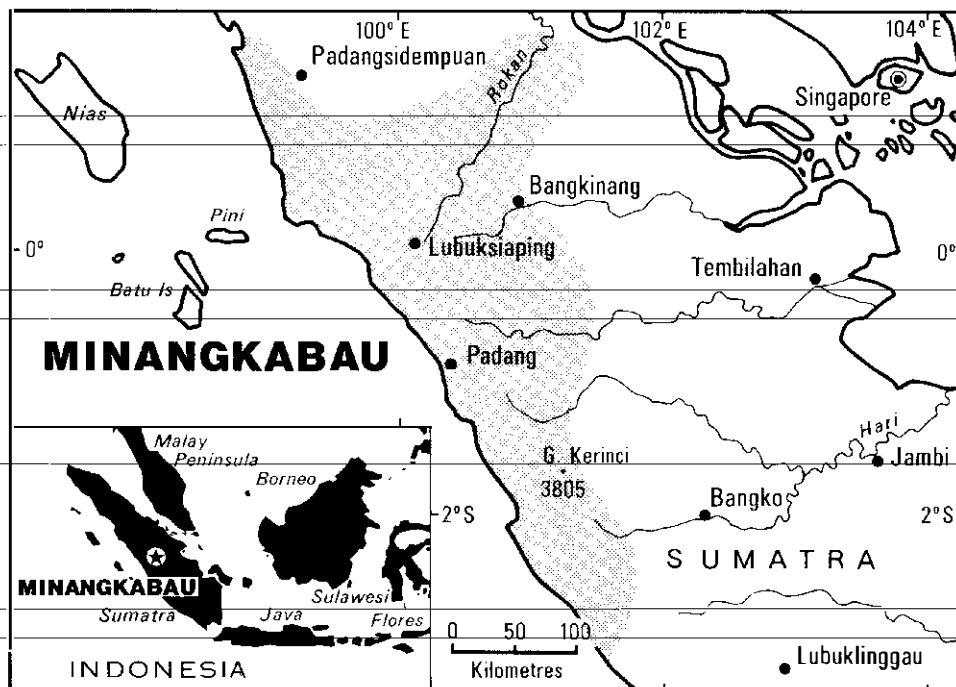 100° E
102° E
104° E
Padangsidempuan
Rokan
Singapore
Nias
Bangkinang
Pini
Lubuksiaping
- 0°
0°
Tembilahan
Batu Is
MINANGKABAU
Padang
Hari
Malay
Peninsula
G. Kerinci
3805
Jambi
Borneo
Bangko
2°S
2°S
SUMATRA
MINANGKABAU
Sulawesi
Sumatra
Java
Flores
0 50 100
Kilometres
INDONESIA
Lubuklinggau